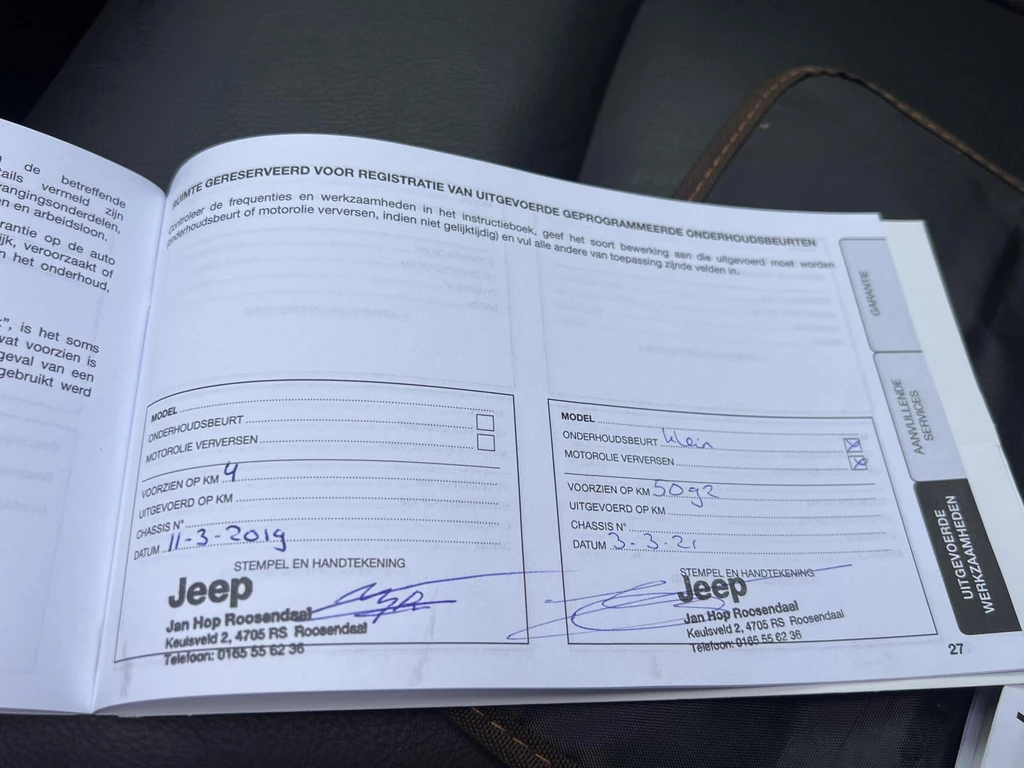 de betreffende
tails vermeld zijn
vangingsonderdelen,
en en arbeidsloon.
rantie op de auto
ijk, veroorzaakt of
n het onderhoud,
", is het soms
wat voorzien is
geval van een
gebruikt werd
RUIMTE GERESERVEERD VOOR REGISTRATIE VAN UITGEVOERDE GEPROGRAMMEERDE ONDERHOUDSBEURTEN
Controleer de frequenties en werkzaamheden in het instructieboek, geef het soort bewerking aan die uitgevoerd moet worden
(onderhoudsbeurt of motorolie verversen, indien niet gelijktijdig) en vul alle andere van toepassing zijnde velden in.
MODEL
ONDERHOUDSBEURT
MOTOROLIE VERVERSEN
VOORZIEN OP KM 4
UITGEVOERD OP KM
CHASSIS N°
DATUM 11-3-2019
STEMPEL EN HANDTEKENING
Jeep
Jan Hop Roosendaal
Keulsveld 2, 4705 RS Roosendaal
Telefoon: 0165 55 62 36
MODEL
ONDERHOUDSBEURT klein
MOTOROLIE VERVERSEN
VOORZIEN OP KM 5092
UITGEVOERD OP KM
CHASSIS N°
DATUM 3-3-21
STEMPEL EN HANDTEKENING
Jeep
Jan Hop Roosendaal
Keulsveld 2, 4705 RS Roosendaal
Telefoon: 0165 55 62 36
GARANTIE
AANVULLENDE
SERVICES
UITGEVOERDE
WERKZAAMHEDEN
27